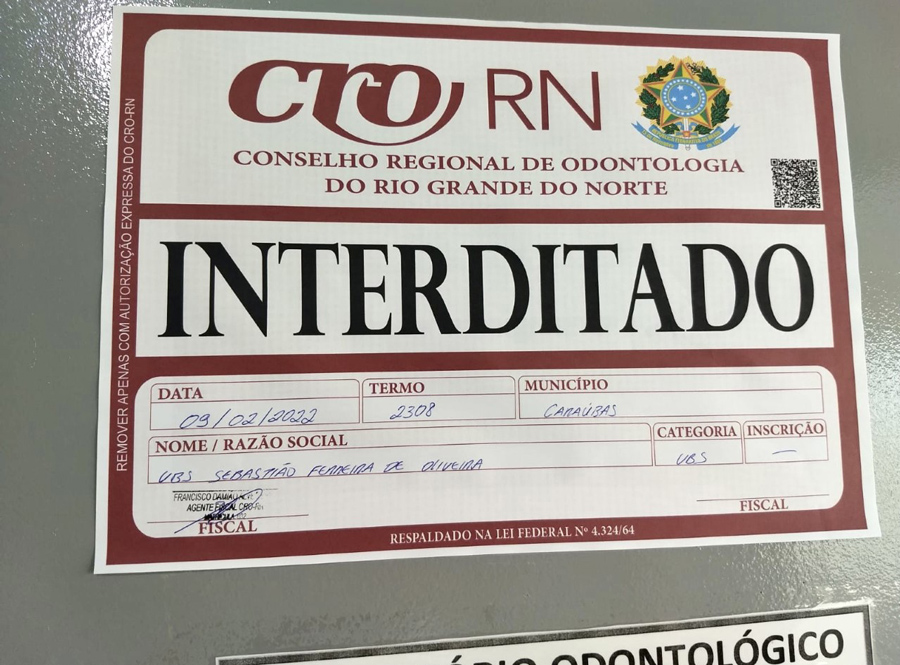 cro RN
CONSELHO REGIONAL DE ODONTOLOGIA
DO RIO GRANDE DO NORTE
REMOVER APENAS COM AUTORIZAÇÃO EXPRESSA DO CRO-RN
INTERDITADO
DATA
09/02/2022
TERMO
2308
MUNICÍPIO
CARAÚBAS
NOME / RAZÃO SOCIAL
UBS SEBASTIÃO FERREIRA DE OLIVEIRA
CATEGORIA
UBS
INSCRIÇÃO
—
FRANCISCO DAMIÃO
AGENTE FISCAL CRO-RN
FISCAL
FISCAL
RESPALDADO NA LEI FEDERAL Nº 4.324/64
ODONTOLÓGICO